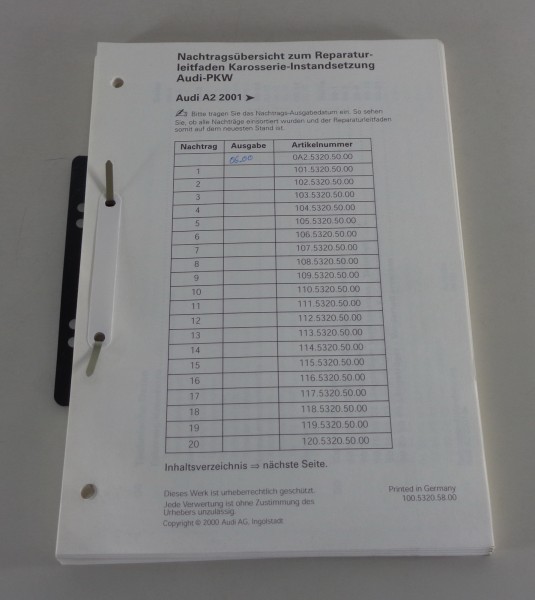 Nachtragsübersicht zum Reparatur-
leitfaden Karosserie-Instandsetzung
Audi-PKW
Audi A2 2001 ➤
✍ Bitte tragen Sie das Nachtrags-Ausgabedatum ein. So sehen
Sie, ob alle Nachträge einsortiert wurden und der Reparaturleitfaden
somit auf dem neuesten Stand ist.
Nachtrag Ausgabe Artikelnummer
06.00 0A2.5320.50.00
1 101.5320.50.00
2 102.5320.50.00
3 103.5320.50.00
4 104.5320.50.00
5 105.5320.50.00
6 106.5320.50.00
7 107.5320.50.00
8 108.5320.50.00
9 109.5320.50.00
10 110.5320.50.00
11 111.5320.50.00
12 112.5320.50.00
13 113.5320.50.00
14 114.5320.50.00
15 115.5320.50.00
16 116.5320.50.00
17 117.5320.50.00
18 118.5320.50.00
19 119.5320.50.00
20 120.5320.50.00
Inhaltsverzeichnis ⇒ nächste Seite.
Dieses Werk ist urheberrechtlich geschützt.
Jede Verwertung ist ohne Zustimmung des
Urhebers unzulässig.
Copyright © 2000 Audi AG, Ingolstadt
Printed in Germany
100.5320.58.00